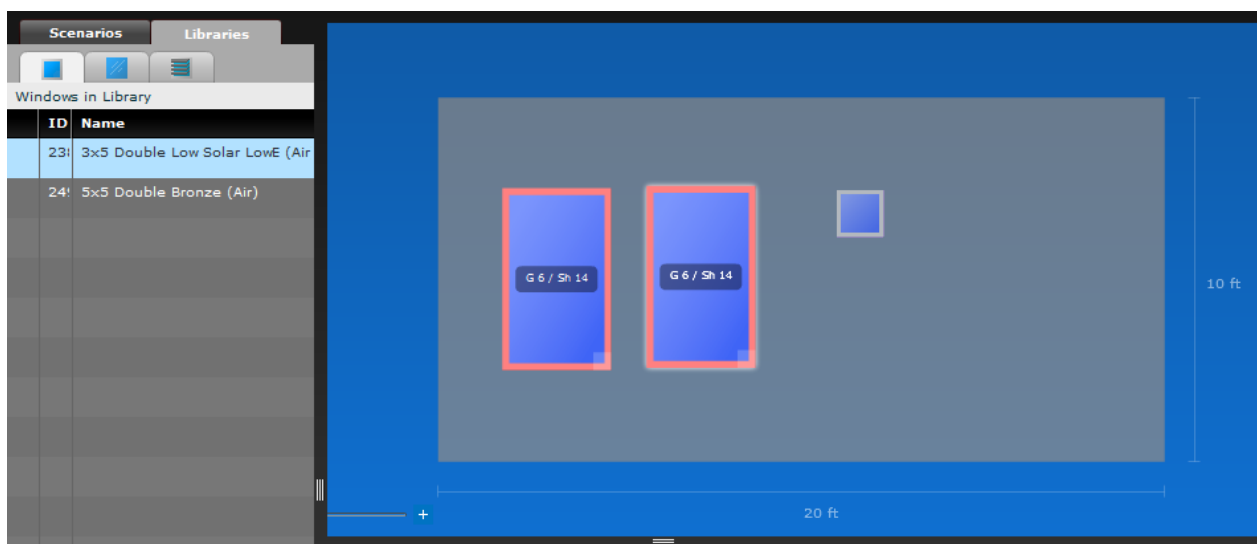 Scenarios
Libraries
Windows in Library
ID Name
3x5 Double Low Solar LowE (Air
5x5 Double Bronze (Air)
G 6 / Sh 14
G 6 / Sh 14
10 ft
20 ft
+